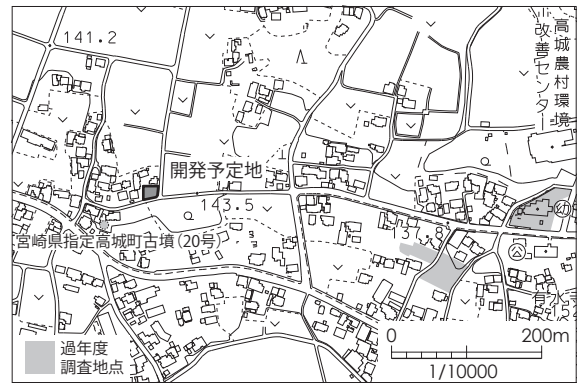 141.2
高城農村環境
改善センター
開発予定地
143.5
宮崎県指定高城町古墳(20号)
幼
過年度
調査地点
0 200m
1/10000